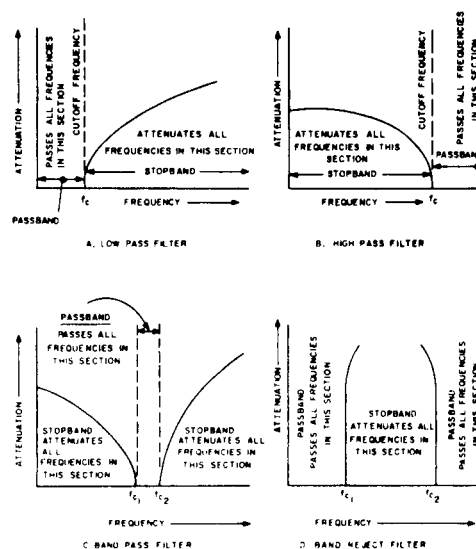 ATTENUATION
PASSES ALL FREQUENCIES
IN THIS SECTION
CUTOFF FREQUENCY
ATTENUATES ALL
FREQUENCIES IN THIS SECTION
STOPBAND
fc
FREQUENCY
PASSBAND
A. LOW PASS FILTER
ATTENUATION
ATTENUATES ALL
FREQUENCIES IN THIS
SECTION
STOPBAND
CUTOFF FREQUENCY
PASSES ALL FREQUENCIES
IN THIS SECTION
PASSBAND
FREQUENCY
fc
B. HIGH PASS FILTER
PASSBAND
PASSES ALL
FREQUENCIES IN
THIS SECTION
ATTENUATION
STOPBAND
ATTENUATES
ALL
FREQUENCIES IN
THIS SECTION
STOPBAND
ATTENUATES ALL
FREQUENCIES IN
THIS SECTION
fc1
fc2
FREQUENCY
C BAND PASS FILTER
ATTENUATION
PASSBAND
PASSES ALL FREQUENCIES
IN THIS SECTION
STOPBAND
ATTENUATES ALL
FREQUENCIES IN
THIS SECTION
PASSBAND
PASSES ALL FREQUENCIES
IN THIS SECTION
fc1
fc2
FREQUENCY
D BAND REJECT FILTER